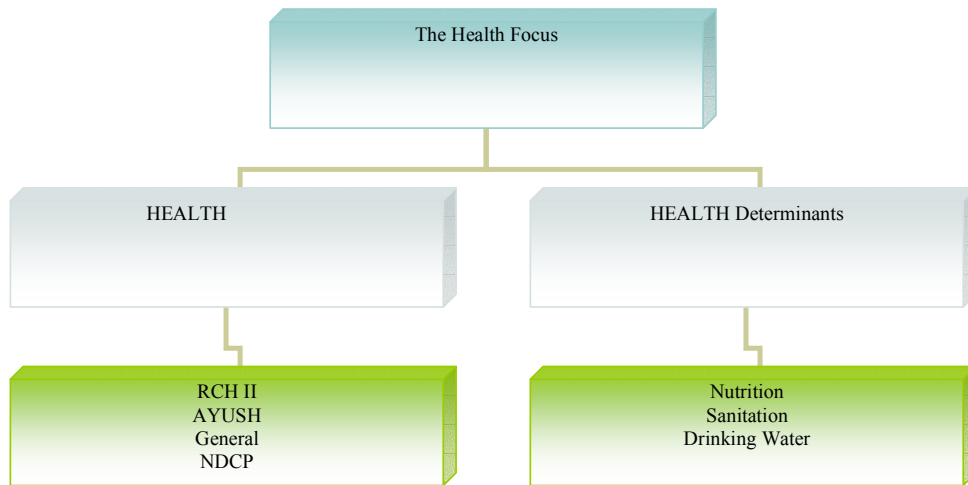 The Health Focus
HEALTH
HEALTH Determinants
RCH II
AYUSH
General
NDCP
Nutrition
Sanitation
Drinking Water